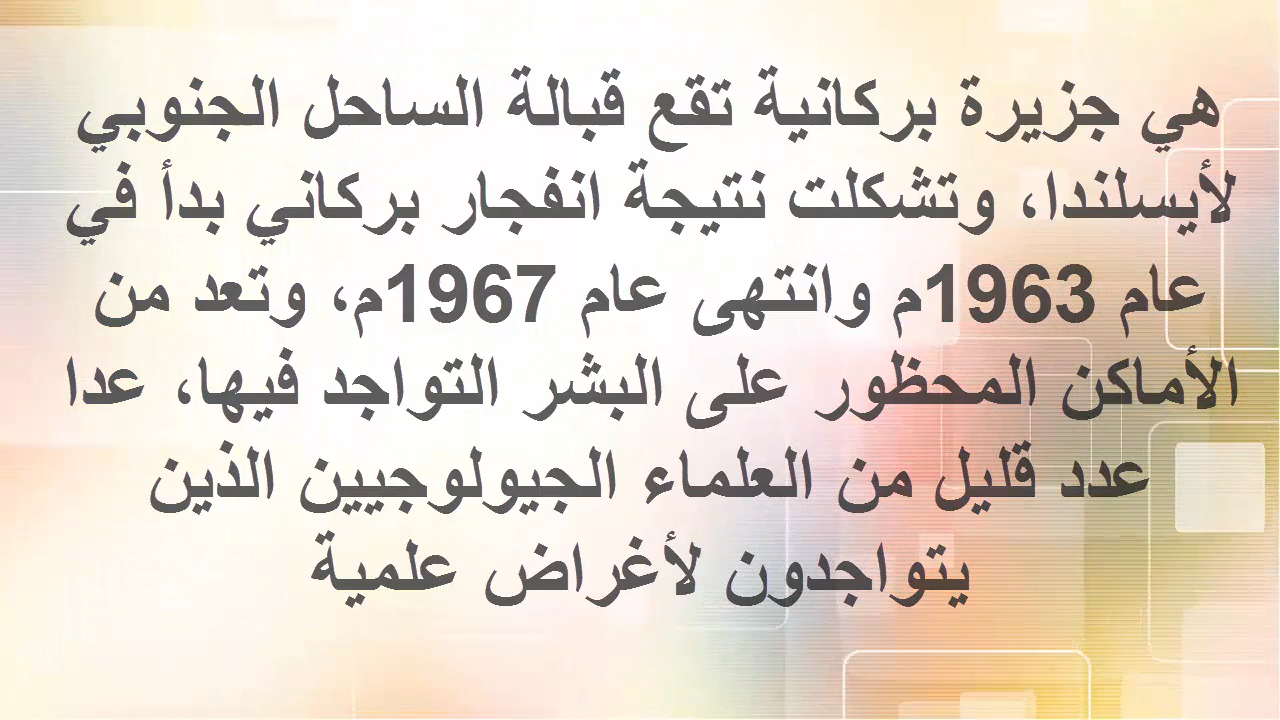 هي جزيرة بركانية تقع قبالة الساحل الجنوبي
لأيسلندا، وتشكلت نتيجة انفجار بركاني بدأ في
عام 1963م وانتهى عام 1967م، وتعد من
الأماكن المحظور على البشر التواجد فيها، عدا
عدد قليل من العلماء الجيولوجيين الذين
يتواجدون لأغراض علمية